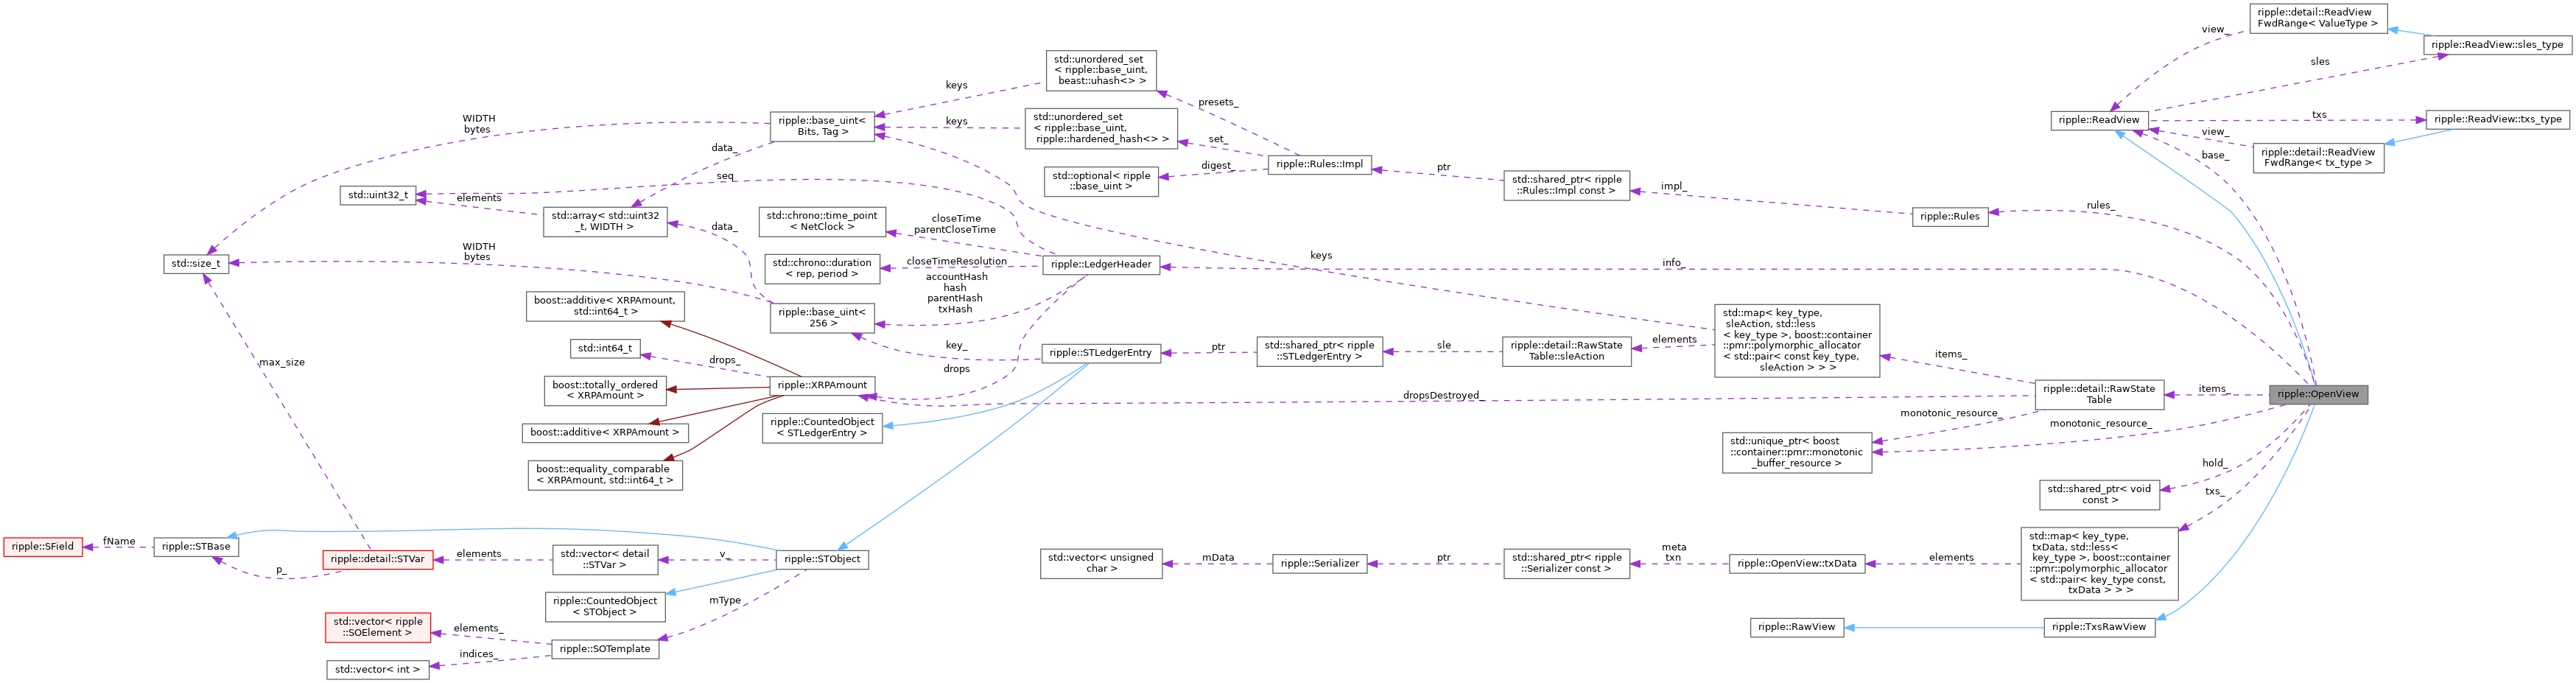 ripple::detail::ReadView
FwdRange< ValueType >
view_
ripple::ReadView::sles_type
sles
std::unordered_set
< ripple::base_uint,
beast::uhash<> >
keys
presets_
WIDTH
bytes
ripple::base_uint<
Bits, Tag >
keys
std::unordered_set
< ripple::base_uint,
ripple::hardened_hash<> >
set_
ripple::ReadView
txs
ripple::ReadView::txs_type
view_
ripple::detail::ReadView
FwdRange< tx_type >
base_
data_
seq
std::optional< ripple
::base_uint >
digest_
ripple::Rules::Impl
ptr
std::shared_ptr< ripple
::Rules::Impl const >
impl_
std::uint32_t
elements
std::array< std::uint32
_t, WIDTH >
data_
std::chrono::time_point
< NetClock >
closeTime
parentCloseTime
ripple::Rules
rules_
std::size_t
WIDTH
bytes
std::chrono::duration
< rep, period >
closeTimeResolution
ripple::LedgerHeader
keys
info_
accountHash
hash
parentHash
txHash
boost::additive< XRPAmount,
std::int64_t >
ripple::base_uint<
256 >
std::map< key_type,
sleAction, std::less
< key_type >, boost::container
::pmr::polymorphic_allocator
< std::pair< const key_type,
sleAction > > >
std::int64_t
drops_
key_
ripple::STLedgerEntry
ptr
std::shared_ptr< ripple
::STLedgerEntry >
sle
ripple::detail::RawState
Table::sleAction
elements
items_
max_size
drops
boost::totally_ordered
< XRPAmount >
ripple::XRPAmount
dropsDestroyed_
ripple::detail::RawState
Table
items_
ripple::OpenView
boost::additive< XRPAmount >
ripple::CountedObject
< STLedgerEntry >
monotonic_resource_
monotonic_resource_
std::unique_ptr< boost
::container::pmr::monotonic
_buffer_resource >
boost::equality_comparable
< XRPAmount, std::int64_t >
hold_
std::shared_ptr< void
const >
txs_
ripple::SField
fName
ripple::STBase
p_
ripple::detail::STVar
elements
std::vector< detail
::STVar >
v_
ripple::STObject
std::vector< unsigned
char >
mData
ripple::Serializer
ptr
std::shared_ptr< ripple
::Serializer const >
meta
txn
ripple::OpenView::txData
elements
std::map< key_type,
txData, std::less<
key_type >, boost::container
::pmr::polymorphic_allocator
< std::pair< key_type const,
txData > > >
ripple::CountedObject
< STObject >
mType
std::vector< ripple
::SOElement >
elements_
ripple::SOTemplate
indices_
std::vector< int >
ripple::RawView
ripple::TxsRawView